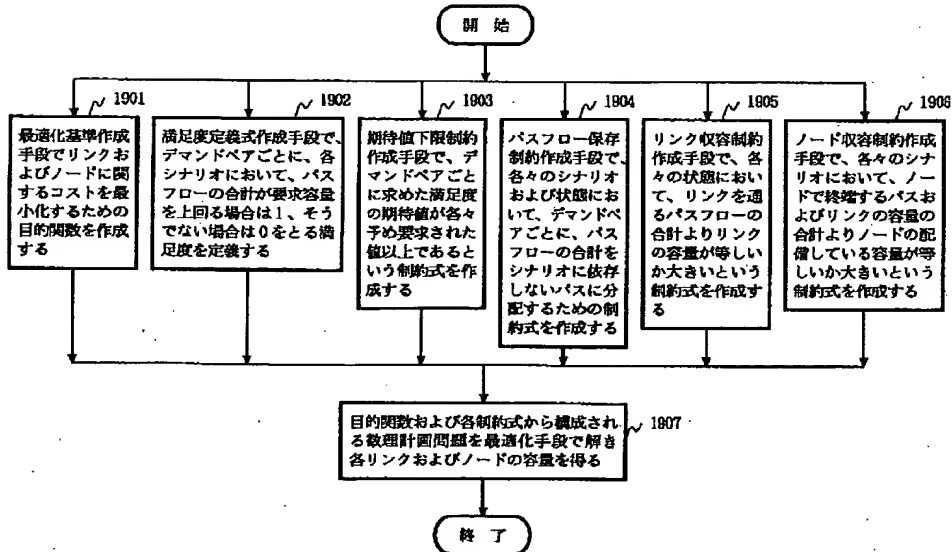 開始
1901
最適化基準作成
手段でリンクお
よびノードに関
するコストを最
小化するための
目的関数を作成
する
1902
満足度定義式作成手段で、
デマンドペアごとに、各
シナリオにおいて、パス
フローの合計が要求容量
を上回る場合は1、そう
でない場合は0をとる満
足度を定義する
1903
期待値下限制約
作成手段で、デ
マンドペアごと
に求めた満足度
の期待値が各々
予め要求された
値以上であると
いう制約式を作
成する
1904
パスフロー保存
制約作成手段で、
各々のシナリオ
および状態にお
いて、デマンドペ
アごとに、パスフ
ローの合計をシ
ナリオに依存し
ないパスに分
配するための制
約式を作成する
1905
リンク収容制約
作成手段で、各
々の状態におい
て、リンクを通
るパスフローの
合計よりリンク
の容量が等しい
か大きいという
制約式を作成す
る
1906
ノード収容制約作成
手段で、各々のシナ
リオにおいて、ノー
ドで終端するパスお
よびリンクの容量の
合計よりノードの配
備している容量が等
しいか大きいという
制約式を作成する
1907
目的関数および各制約式から構成され
る数理計画問題を最適化手段で解き
各リンクおよびノードの容量を得る
終了